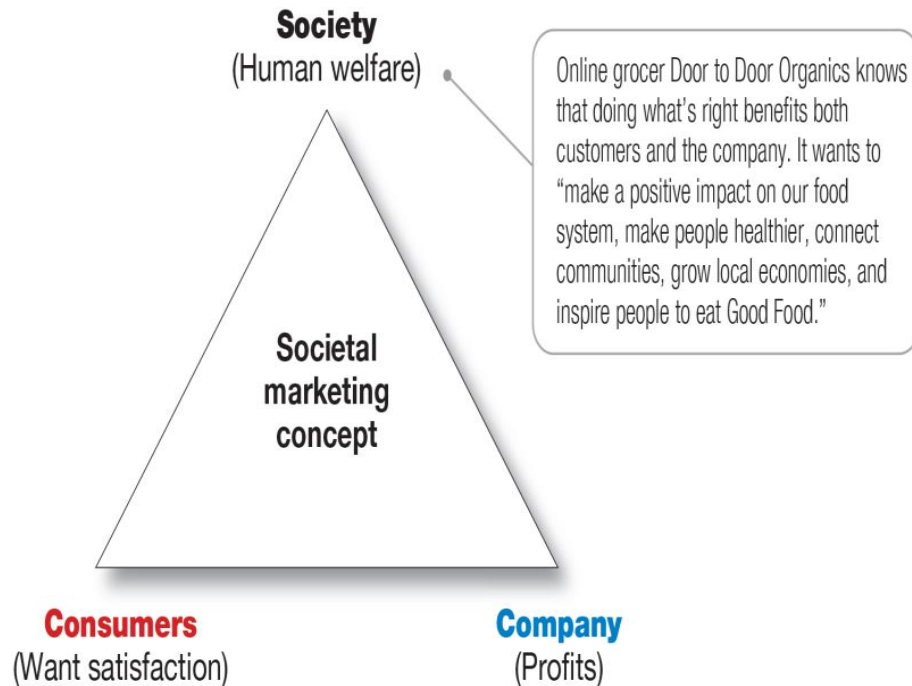 Society
(Human welfare)
Online grocer Door to Door Organics knows
that doing what's right benefits both
customers and the company. It wants to
“make a positive impact on our food
system, make people healthier, connect
communities, grow local economies, and
inspire people to eat Good Food.”
Societal
marketing
concept
Consumers
(Want satisfaction)
Company
(Profits)